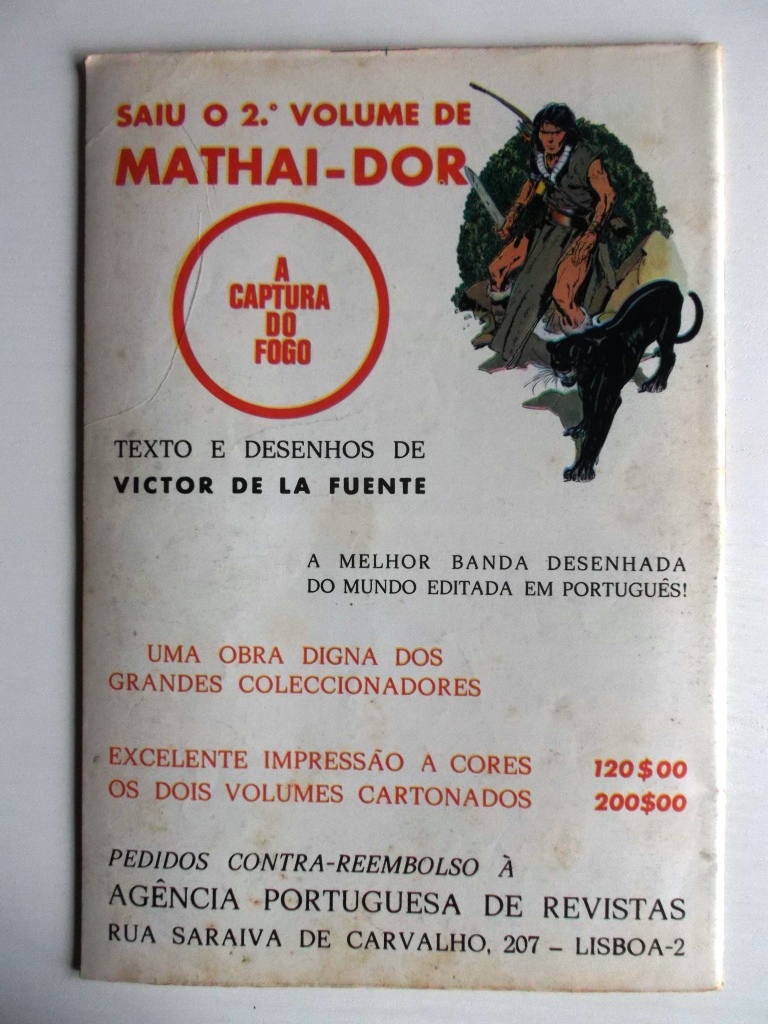 SAIU O 2.º VOLUME DE
MATHAI-DOR
A
CAPTURA
DO
FOGO
TEXTO E DESENHOS DE
VICTOR DE LA FUENTE
A MELHOR BANDA DESENHADA
DO MUNDO EDITADA EM PORTUGUÊS!
UMA OBRA DIGNA DOS
GRANDES COLECCIONADORES
EXCELENTE IMPRESSÃO A CORES 120$00
OS DOIS VOLUMES CARTONADOS 200$00
PEDIDOS CONTRA-REEMBOLSO À
AGÊNCIA PORTUGUESA DE REVISTAS
RUA SARAIVA DE CARVALHO, 207 – LISBOA-2